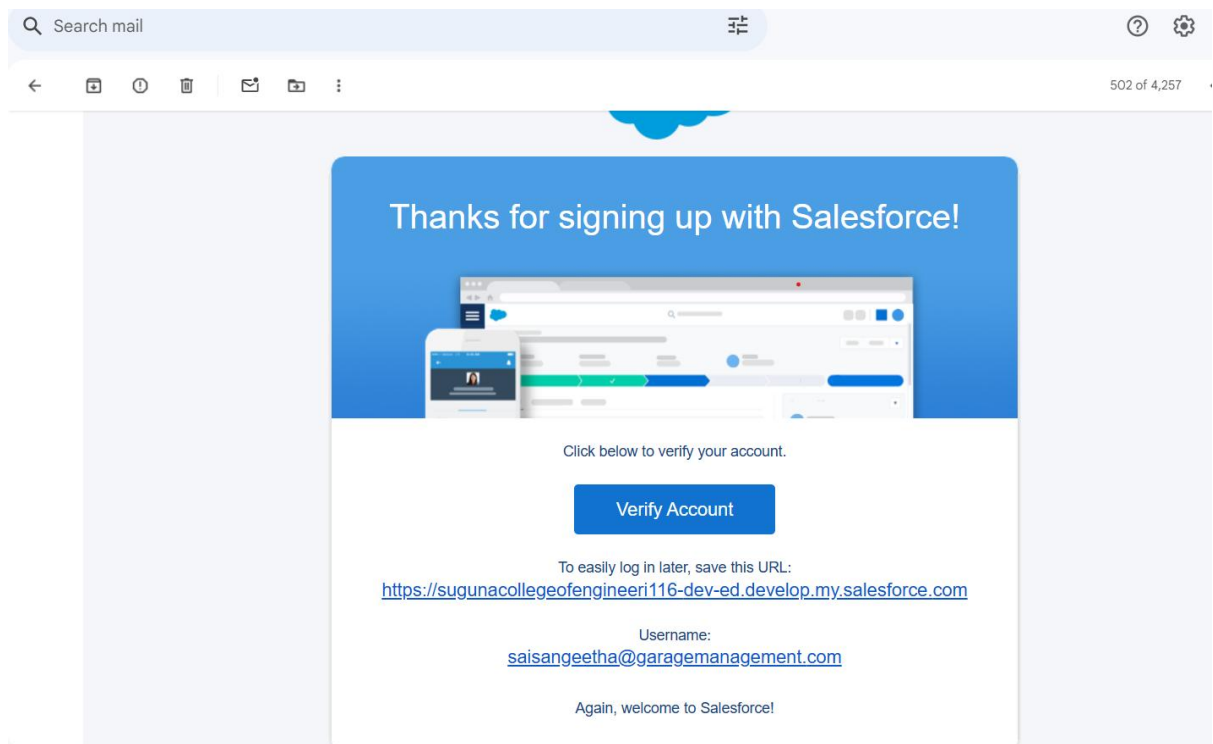 Search mail
502 of 4,257
Thanks for signing up with Salesforce!
Click below to verify your account.
Verify Account
To easily log in later, save this URL:
https://sugunacollegeofengineeri116-dev-ed.develop.my.salesforce.com
Username:
saisangeetha@garagemanagement.com
Again, welcome to Salesforce!